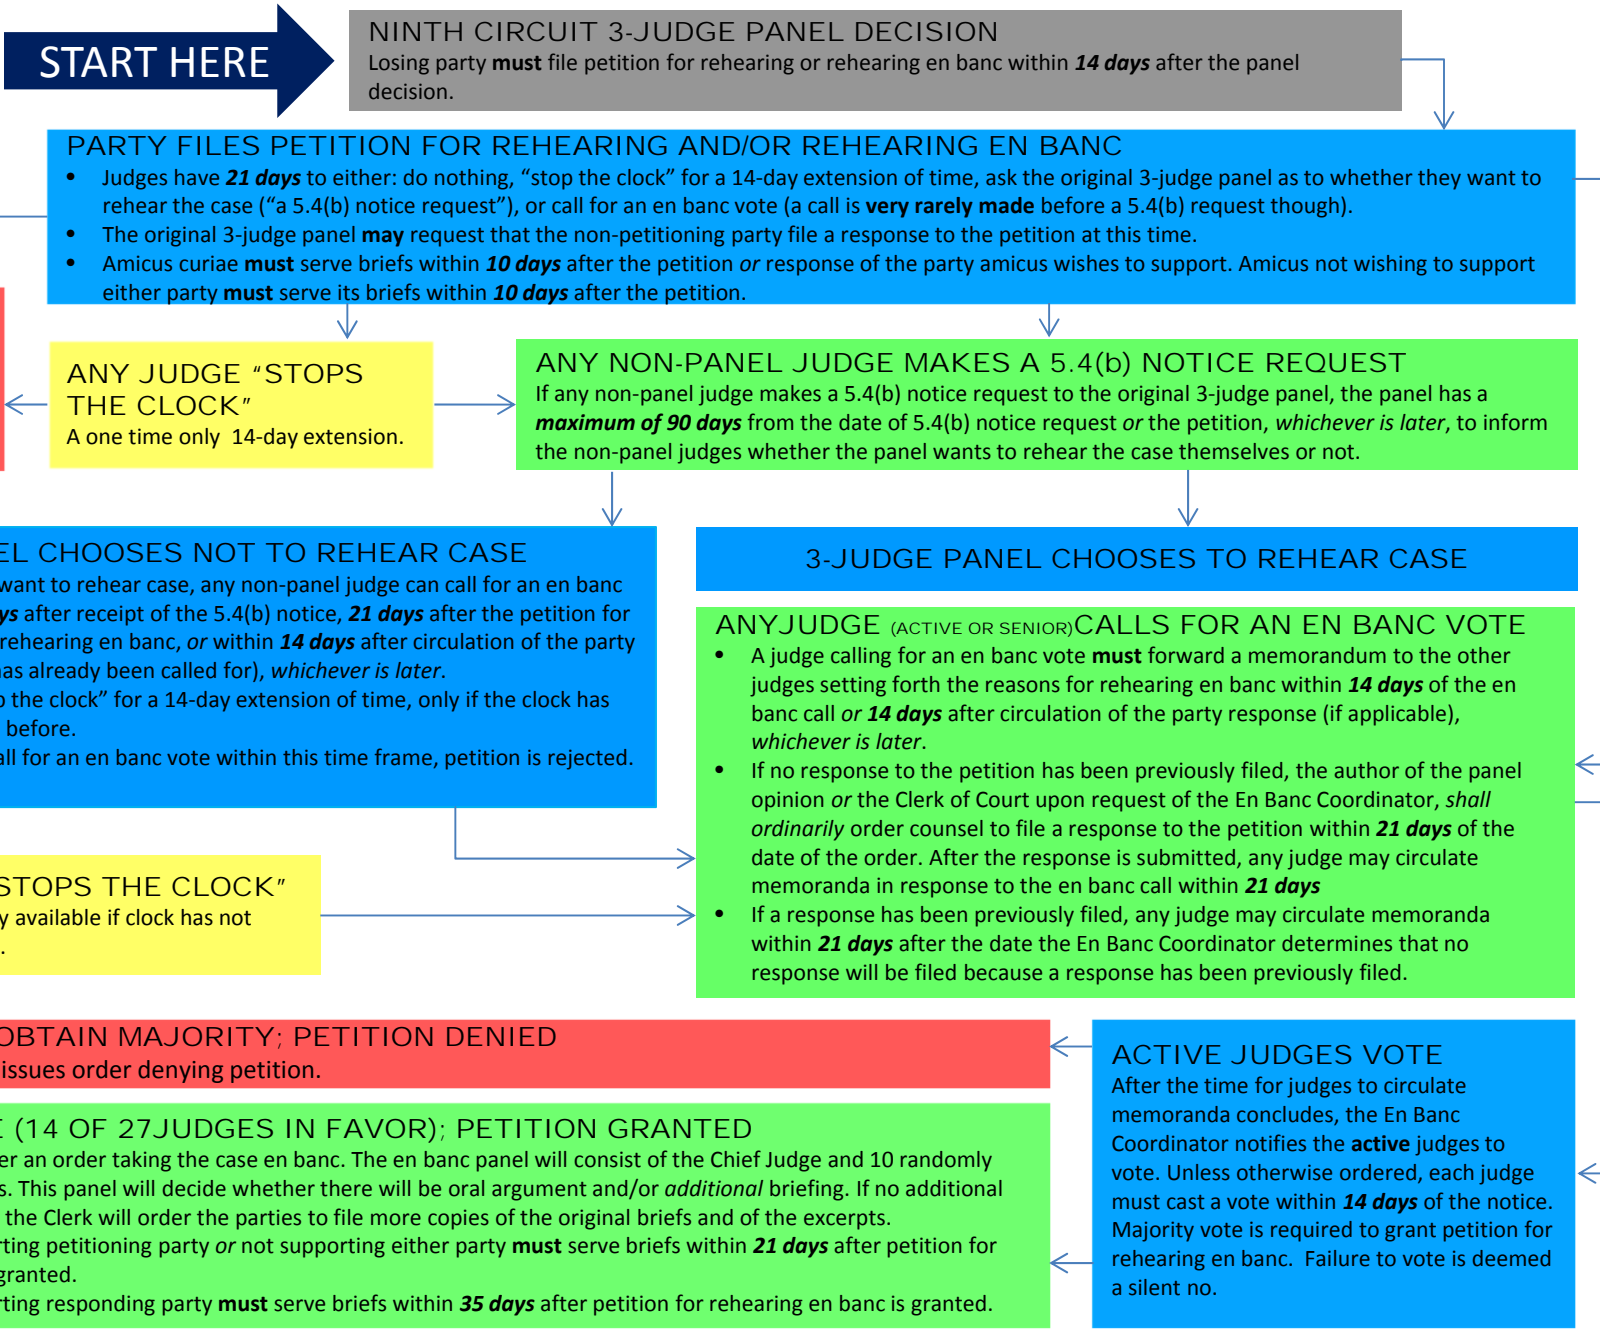 START HERE
NINTH CIRCUIT 3-JUDGE PANEL DECISION
Losing party must file petition for rehearing or rehearing en banc within 14 days after the panel
decision.
PARTY FILES PETITION FOR REHEARING AND/OR REHEARING EN BANC
• Judges have 21 days to either: do nothing, “stop the clock” for a 14-day extension of time, ask the original 3-judge panel as to whether they want to
rehear the case (“a 5.4(b) notice request”), or call for an en banc vote (a call is very rarely made before a 5.4(b) request though).
• The original 3-judge panel may request that the non-petitioning party file a response to the petition at this time.
• Amicus curiae must serve briefs within 10 days after the petition or response of the party amicus wishes to support. Amicus not wishing to support
either party must serve its briefs within 10 days after the petition.
ANY JUDGE “STOPS
THE CLOCK”
A one time only 14-day extension.
ANY NON-PANEL JUDGE MAKES A 5.4(b) NOTICE REQUEST
If any non-panel judge makes a 5.4(b) notice request to the original 3-judge panel, the panel has a
maximum of 90 days from the date of 5.4(b) notice request or the petition, whichever is later, to inform
the non-panel judges whether the panel wants to rehear the case themselves or not.
EL CHOOSES NOT TO REHEAR CASE
want to rehear case, any non-panel judge can call for an en banc
ys after receipt of the 5.4(b) notice, 21 days after the petition for
rehearing en banc, or within 14 days after circulation of the party
has already been called for), whichever is later.
p the clock” for a 14-day extension of time, only if the clock has
before.
all for an en banc vote within this time frame, petition is rejected.
3-JUDGE PANEL CHOOSES TO REHEAR CASE
ANYJUDGE (ACTIVE OR SENIOR)CALLS FOR AN EN BANC VOTE
• A judge calling for an en banc vote must forward a memorandum to the other
judges setting forth the reasons for rehearing en banc within 14 days of the en
banc call or 14 days after circulation of the party response (if applicable),
whichever is later.
• If no response to the petition has been previously filed, the author of the panel
opinion or the Clerk of Court upon request of the En Banc Coordinator, shall
ordinarily order counsel to file a response to the petition within 21 days of the
date of the order. After the response is submitted, any judge may circulate
memoranda in response to the en banc call within 21 days
• If a response has been previously filed, any judge may circulate memoranda
within 21 days after the date the En Banc Coordinator determines that no
response will be filed because a response has been previously filed.
STOPS THE CLOCK”
y available if clock has not
.
OBTAIN MAJORITY; PETITION DENIED
issues order denying petition.
E (14 OF 27JUDGES IN FAVOR); PETITION GRANTED
er an order taking the case en banc. The en banc panel will consist of the Chief Judge and 10 randomly
s. This panel will decide whether there will be oral argument and/or additional briefing. If no additional
the Clerk will order the parties to file more copies of the original briefs and of the excerpts.
rting petitioning party or not supporting either party must serve briefs within 21 days after petition for
granted.
rting responding party must serve briefs within 35 days after petition for rehearing en banc is granted.
ACTIVE JUDGES VOTE
After the time for judges to circulate
memoranda concludes, the En Banc
Coordinator notifies the active judges to
vote. Unless otherwise ordered, each judge
must cast a vote within 14 days of the notice.
Majority vote is required to grant petition for
rehearing en banc. Failure to vote is deemed
a silent no.